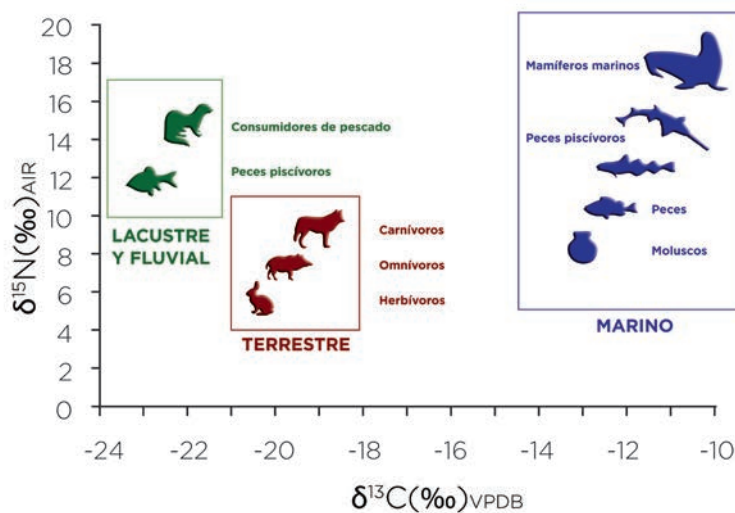 20
18
16
14
12
10
8
6
4
2
0
δ15N(‰)AIR
Mamíferos marinos
Consumidores de pescado
Peces piscívoros
Peces piscívoros
LACUSTRE
Y FLUVIAL
Carnívoros
Peces
Omnívoros
Moluscos
Herbívoros
TERRESTRE
MARINO
-24 -22 -20 -18 -16 -14 -12 -10
δ13C(‰)VPDB